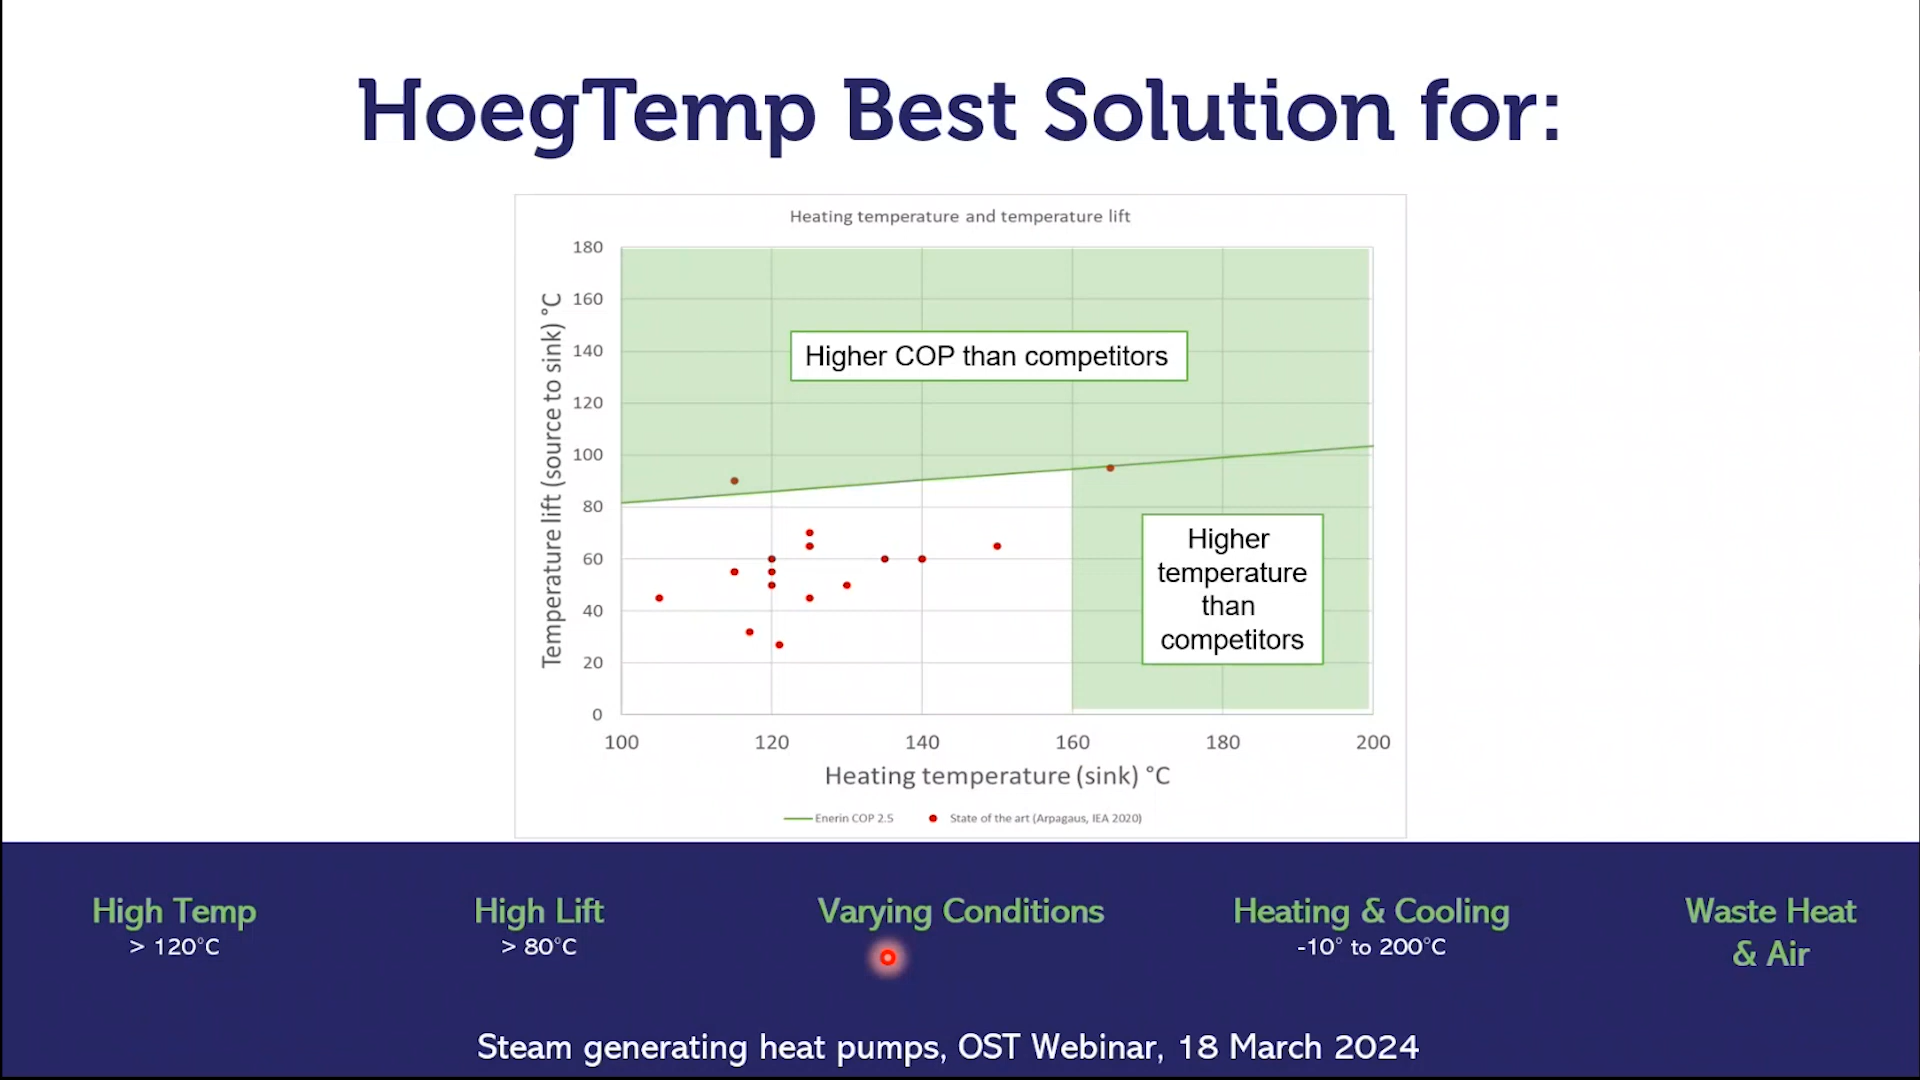 HoegTemp Best Solution for:
Heating temperature and temperature lift
Temperature lift (source to sink) °C
180
160
140
120
100
80
60
40
20
0
Higher COP than competitors
Higher
temperature
than
competitors
100 120 140 160 180 200
Heating temperature (sink) °C
Enerin COP 2.5 State of the art (Arpagaus, IEA 2020)
High Temp
> 120°C
High Lift
> 80°C
Varying Conditions
Heating & Cooling
-10° to 200°C
Waste Heat
& Air
Steam generating heat pumps, OST Webinar, 18 March 2024